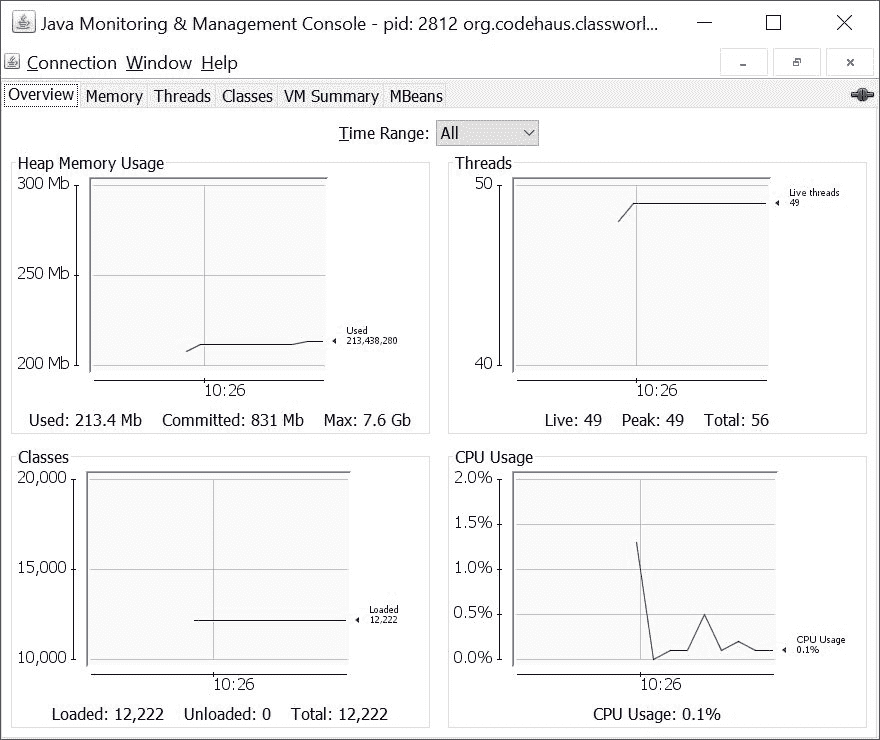 Java Monitoring & Management Console - pid: 2812 org.codehaus.classworl...
Connection Window Help
Overview Memory Threads Classes VM Summary MBeans
Time Range: All
Heap Memory Usage
300 Mb
250 Mb
200 Mb
Used
213,438,280
10:26
Used: 213.4 Mb Committed: 831 Mb Max: 7.6 Gb
Threads
50
40
Live threads
49
10:26
Live: 49 Peak: 49 Total: 56
Classes
20,000
15,000
10,000
Loaded
12,222
10:26
Loaded: 12,222 Unloaded: 0 Total: 12,222
CPU Usage
2.0%
1.5%
1.0%
0.5%
0.0%
CPU Usage
0.1%
10:26
CPU Usage: 0.1%